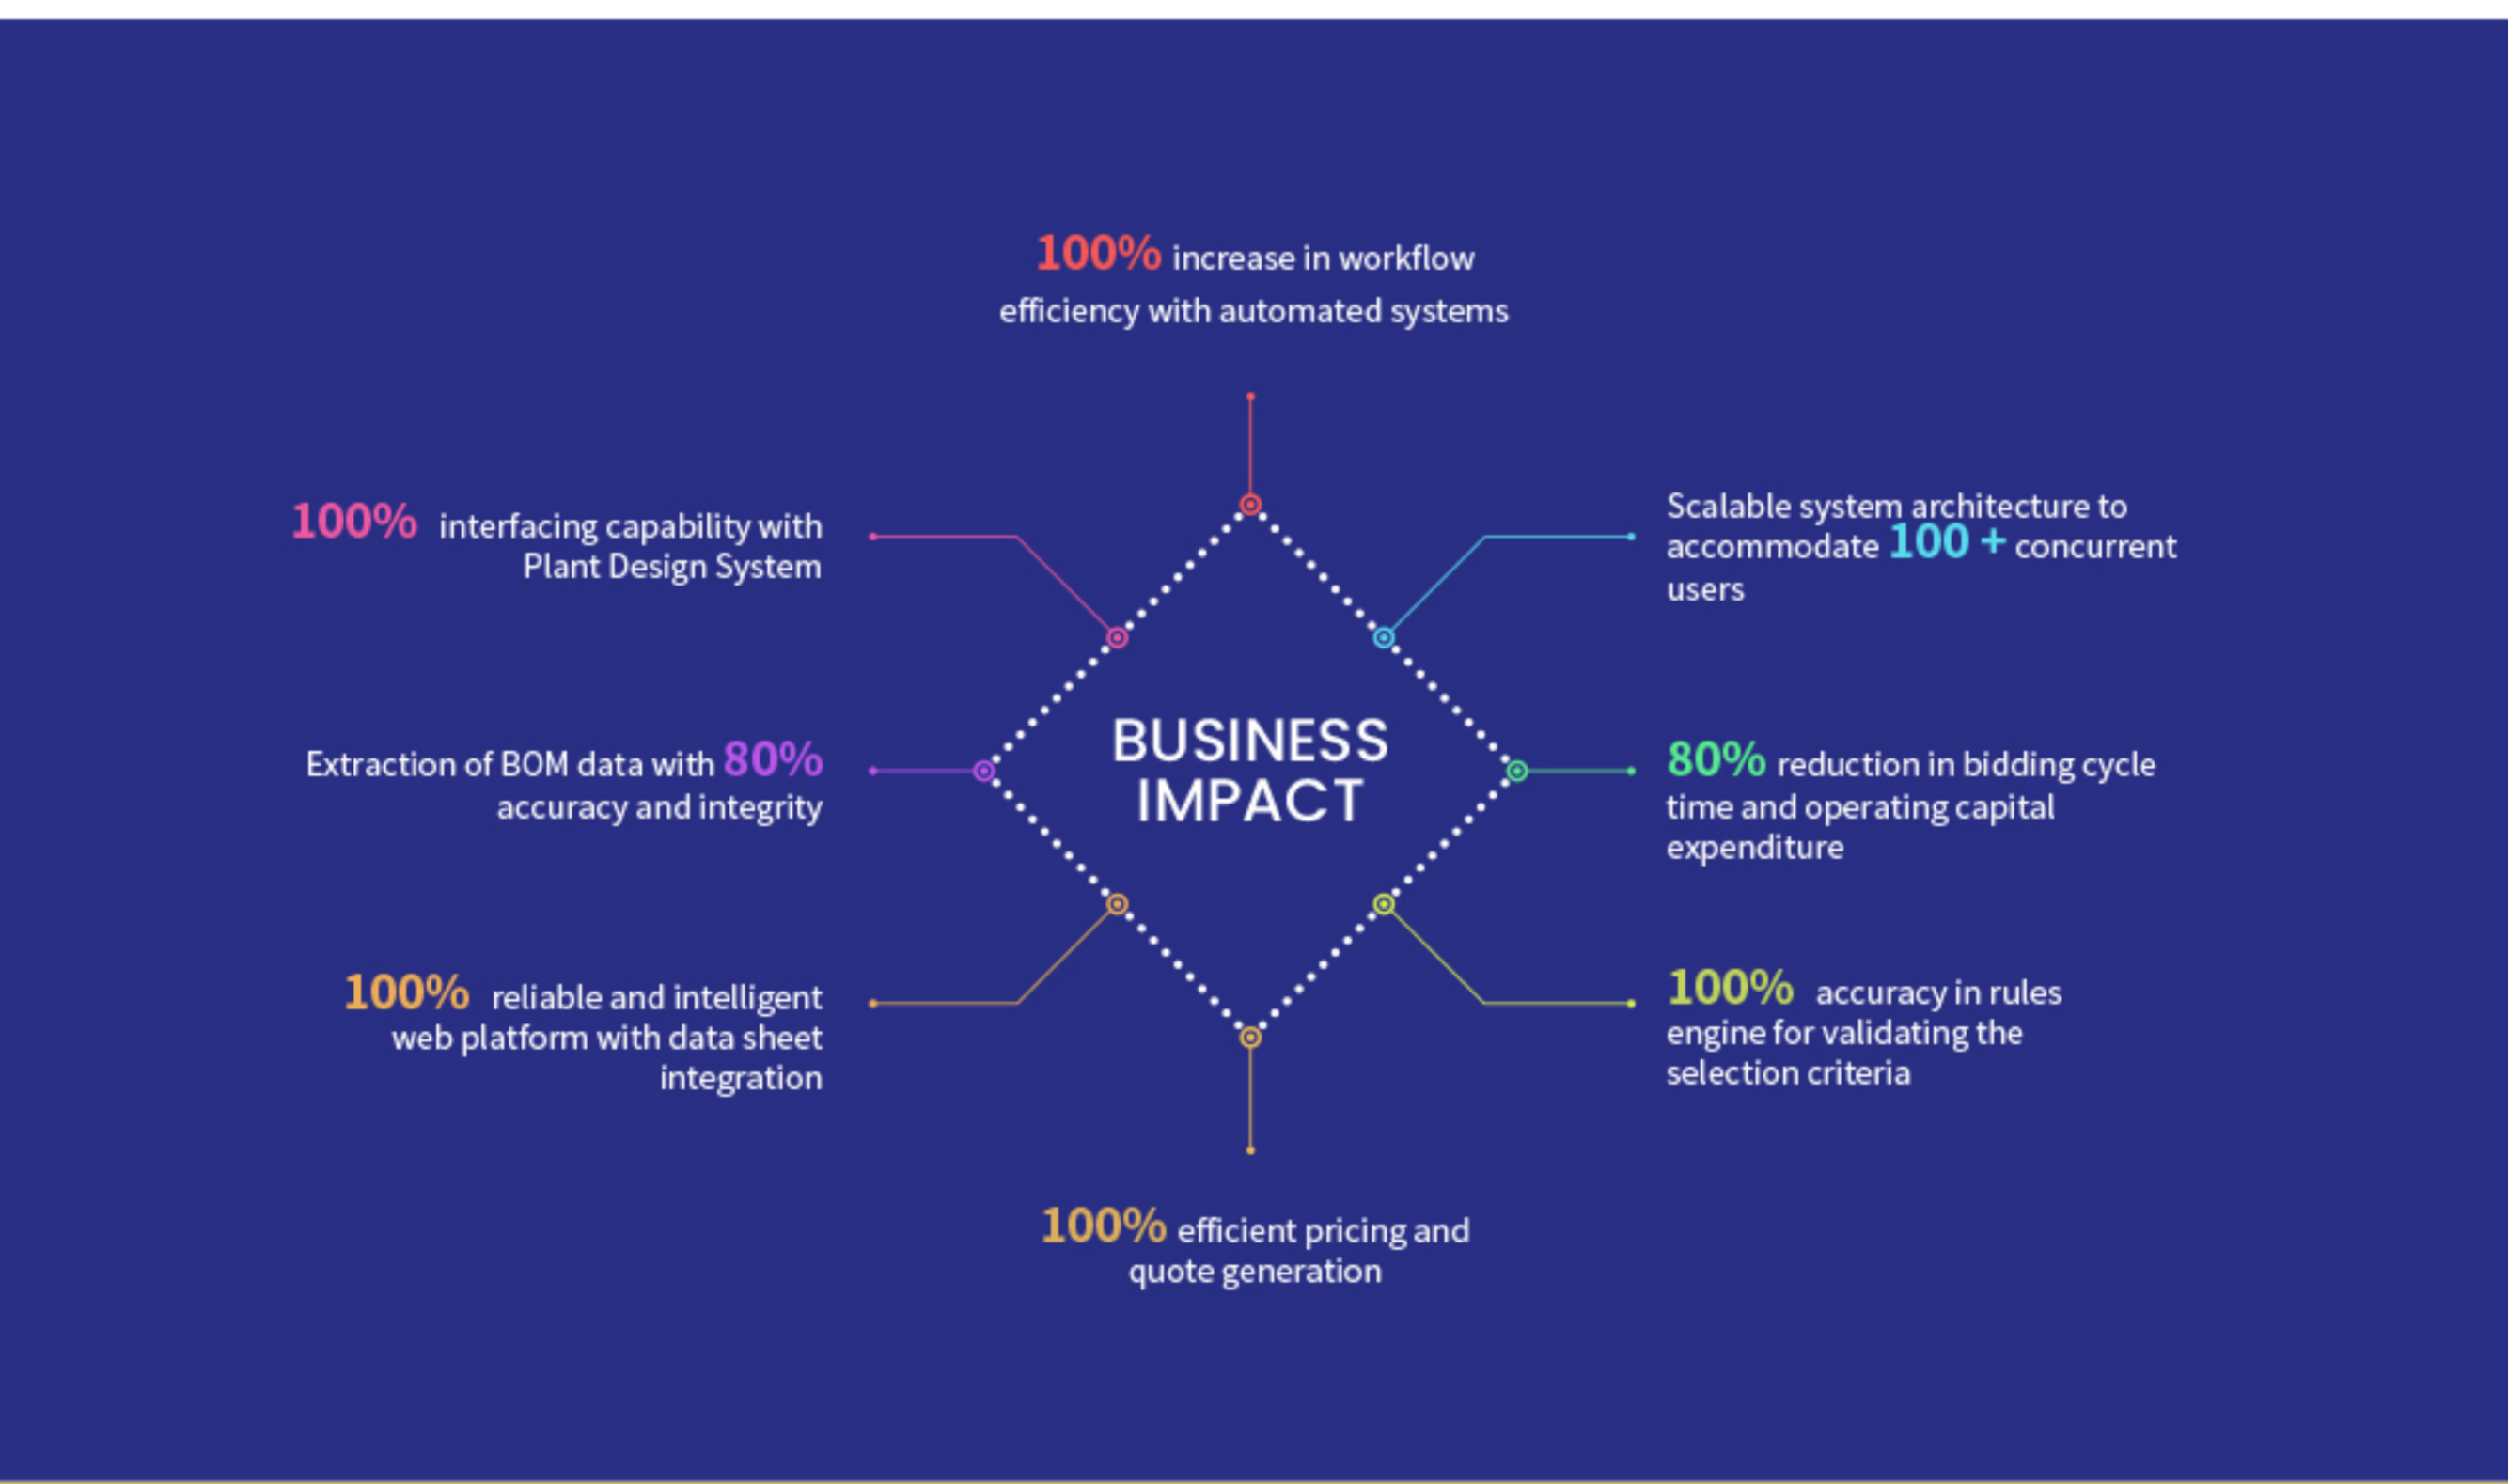 100% increase in workflow
efficiency with automated systems
100% interfacing capability with
Plant Design System
Scalable system architecture to
accommodate 100 + concurrent
users
BUSINESS
IMPACT
Extraction of BOM data with 80%
accuracy and integrity
80% reduction in bidding cycle
time and operating capital
expenditure
100% reliable and intelligent
web platform with data sheet
integration
100% accuracy in rules
engine for validating the
selection criteria
100% efficient pricing and
quote generation